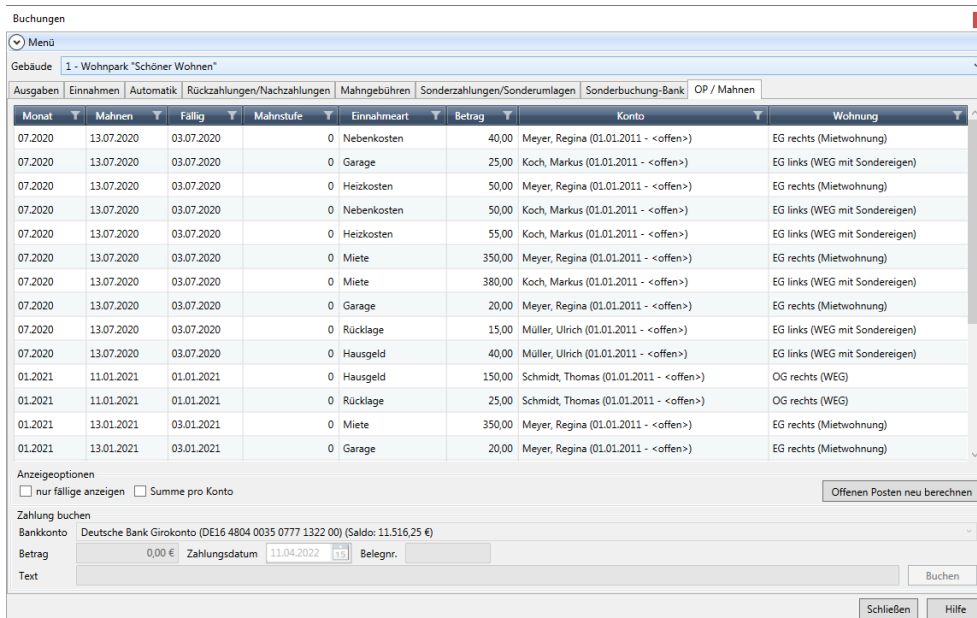 Buchungen
Menü
Gebäude 1 - Wohnpark "Schöner Wohnen"
Ausgaben Einnahmen Automatik Rückzahlungen/Nachzahlungen Mahngebühren Sonderzahlungen/Sonderumlagen Sonderbuchung-Bank OP / Mahnen
Monat Mahnen Fällig Mahnstufe Einnahmeart Betrag Konto Wohnung
07.2020 13.07.2020 03.07.2020 0 Nebenkosten 40,00 Meyer, Regina (01.01.2011 - <offen>) EG rechts (Mietwohnung)
07.2020 13.07.2020 03.07.2020 0 Garage 25,00 Koch, Markus (01.01.2011 - <offen>) EG links (WEG mit Sondereigen)
07.2020 13.07.2020 03.07.2020 0 Heizkosten 50,00 Meyer, Regina (01.01.2011 - <offen>) EG rechts (Mietwohnung)
07.2020 13.07.2020 03.07.2020 0 Nebenkosten 50,00 Koch, Markus (01.01.2011 - <offen>) EG links (WEG mit Sondereigen)
07.2020 13.07.2020 03.07.2020 0 Heizkosten 55,00 Koch, Markus (01.01.2011 - <offen>) EG links (WEG mit Sondereigen)
07.2020 13.07.2020 03.07.2020 0 Miete 350,00 Meyer, Regina (01.01.2011 - <offen>) EG rechts (Mietwohnung)
07.2020 13.07.2020 03.07.2020 0 Miete 380,00 Koch, Markus (01.01.2011 - <offen>) EG links (WEG mit Sondereigen)
07.2020 13.07.2020 03.07.2020 0 Garage 20,00 Meyer, Regina (01.01.2011 - <offen>) EG rechts (Mietwohnung)
07.2020 13.07.2020 03.07.2020 0 Rücklage 15,00 Müller, Ulrich (01.01.2011 - <offen>) EG links (WEG mit Sondereigen)
07.2020 13.07.2020 03.07.2020 0 Hausgeld 40,00 Müller, Ulrich (01.01.2011 - <offen>) EG links (WEG mit Sondereigen)
01.2021 11.01.2021 01.01.2021 0 Hausgeld 150,00 Schmidt, Thomas (01.01.2011 - <offen>) OG rechts (WEG)
01.2021 11.01.2021 01.01.2021 0 Rücklage 25,00 Schmidt, Thomas (01.01.2011 - <offen>) OG rechts (WEG)
01.2021 13.01.2021 03.01.2021 0 Miete 350,00 Meyer, Regina (01.01.2011 - <offen>) EG rechts (Mietwohnung)
01.2021 13.01.2021 03.01.2021 0 Garage 20,00 Meyer, Regina (01.01.2011 - <offen>) EG rechts (Mietwohnung)
Anzeigeoptionen
nur fällige anzeigen Summe pro Konto Offenen Posten neu berechnen
Zahlung buchen
Bankkonto Deutsche Bank Girokonto (DE16 4804 0035 0777 1322 00) (Saldo: 11.516,25 €)
Betrag 0,00 € Zahlungsdatum 11.04.2022 15 Belegnr.
Text Buchen
Schließen Hilfe